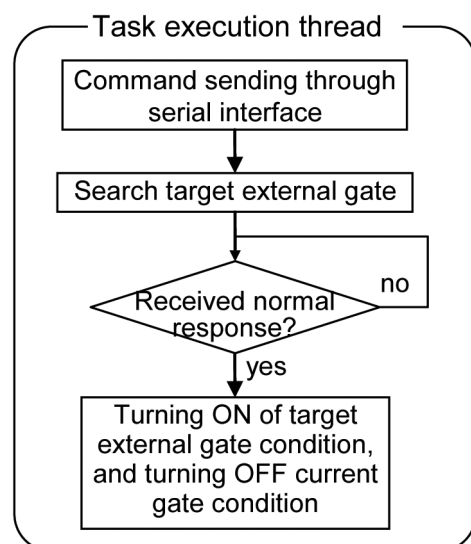 Task execution thread
Command sending through
serial interface
Search target external gate
no
Received normal
response?
yes
Turning ON of target
external gate condition,
and turning OFF current
gate condition